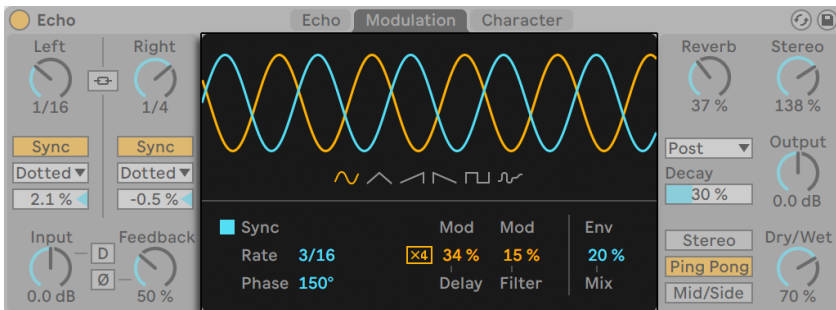 Echo
Echo Modulation Character
Left Right
1/16 1/4
Sync Sync
Dotted Dotted
2.1 % -0.5 %
Input D Feedback
Ø
0.0 dB 50 %
Sync Mod Mod Env
Rate 3/16 ×4 34 % 15 % 20 %
Phase 150° Delay Filter Mix
Reverb Stereo
37 % 138 %
Post Output
Decay
30 % 0.0 dB
Stereo Dry/Wet
Ping Pong
Mid/Side 70 %